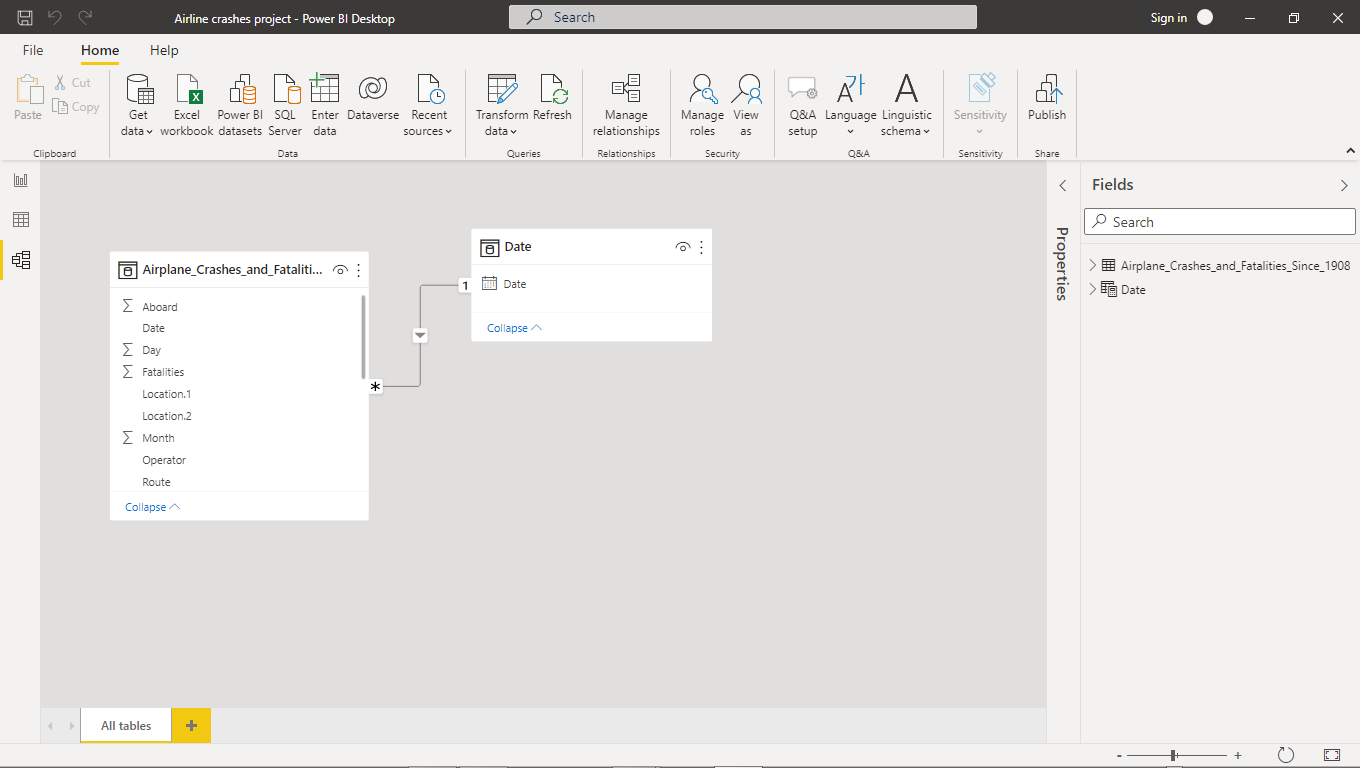 Airline crashes project - Power BI Desktop
Search
Sign in
File
Home
Help
Paste
Cut
Copy
Clipboard
Get data
Excel workbook
Power BI datasets
SQL Server
Enter data
Dataverse
Recent sources
Data
Transform data
Refresh
Queries
Manage relationships
Relationships
Manage roles
View as
Security
Q&A setup
Language
Linguistic schema
Q&A
Sensitivity
Sensitivity
Publish
Share
Airplane_Crashes_and_Fataliti...
Aboard
Date
Day
Fatalities
Location.1
Location.2
Month
Operator
Route
Collapse
*
1
Date
Date
Collapse
Properties
Fields
Search
Airplane_Crashes_and_Fatalities_Since_1908
Date
All tables
+
- +